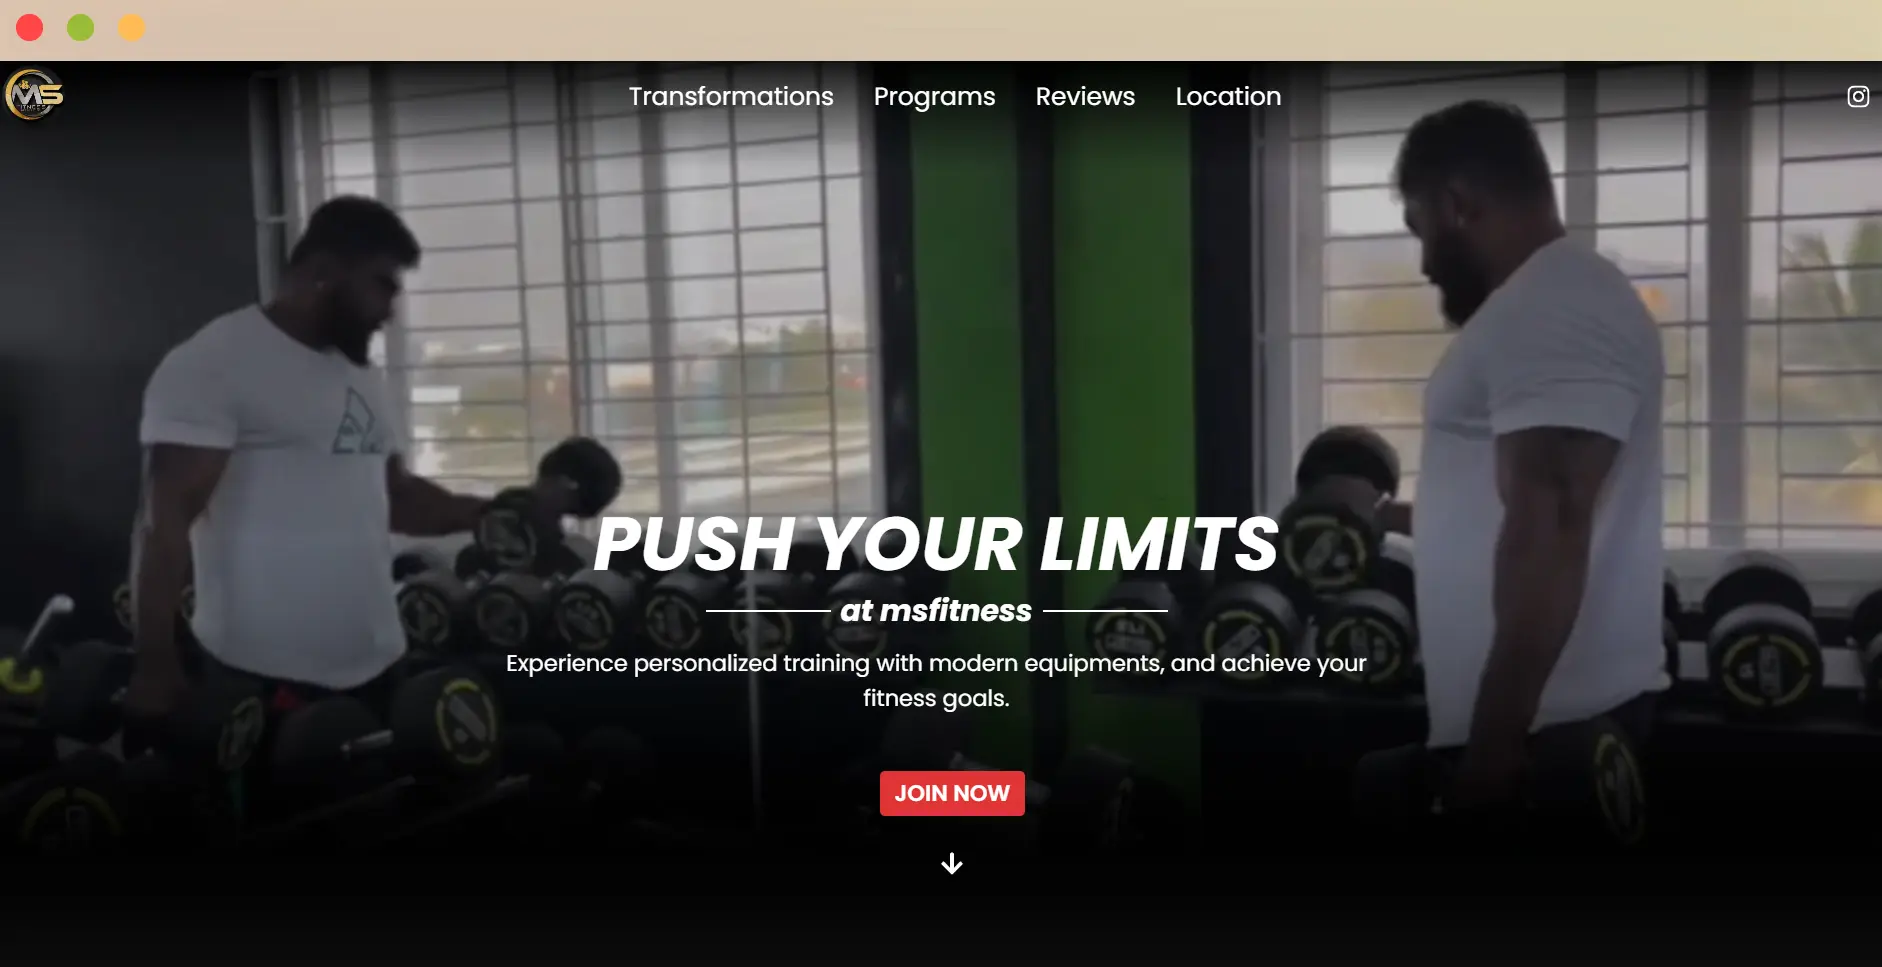 MS
FITNESS
Transformations
Programs
Reviews
Location
PUSH YOUR LIMITS
at msfitness
Experience personalized training with modern equipments, and achieve your
fitness goals.
JOIN NOW